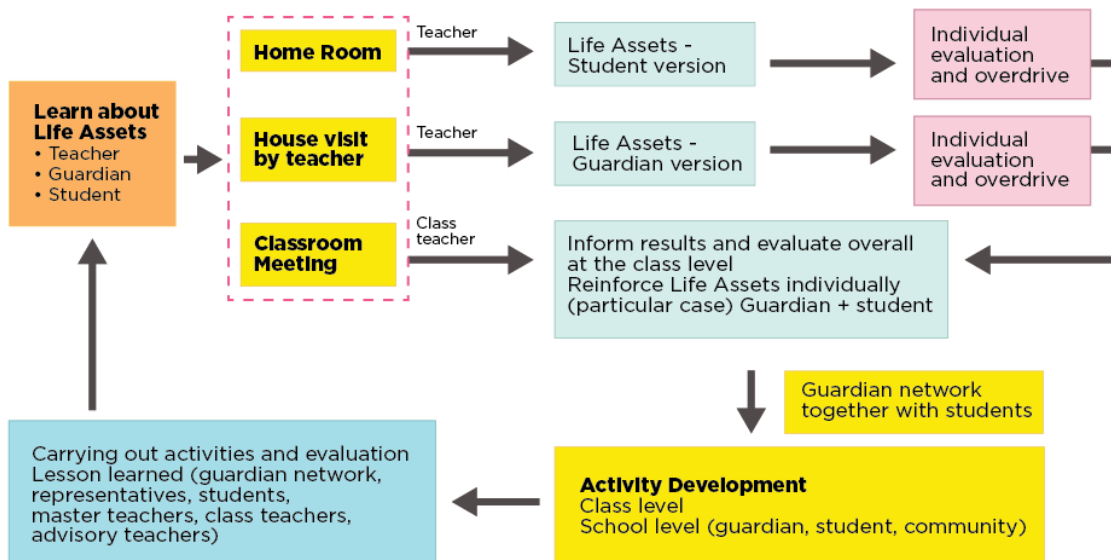 Learn about
Life Assets
• Teacher
• Guardian
• Student
Home Room
Teacher
Life Assets -
Student version
Individual
evaluation
and overdrive
House visit
by teacher
Teacher
Life Assets -
Guardian version
Individual
evaluation
and overdrive
Classroom
Meeting
Class
teacher
Inform results and evaluate overall
at the class level
Reinforce Life Assets individually
(particular case) Guardian + student
Guardian network
together with students
Activity Development
Class level
School level (guardian, student, community)
Carrying out activities and evaluation
Lesson learned (guardian network,
representatives, students,
master teachers, class teachers,
advisory teachers)